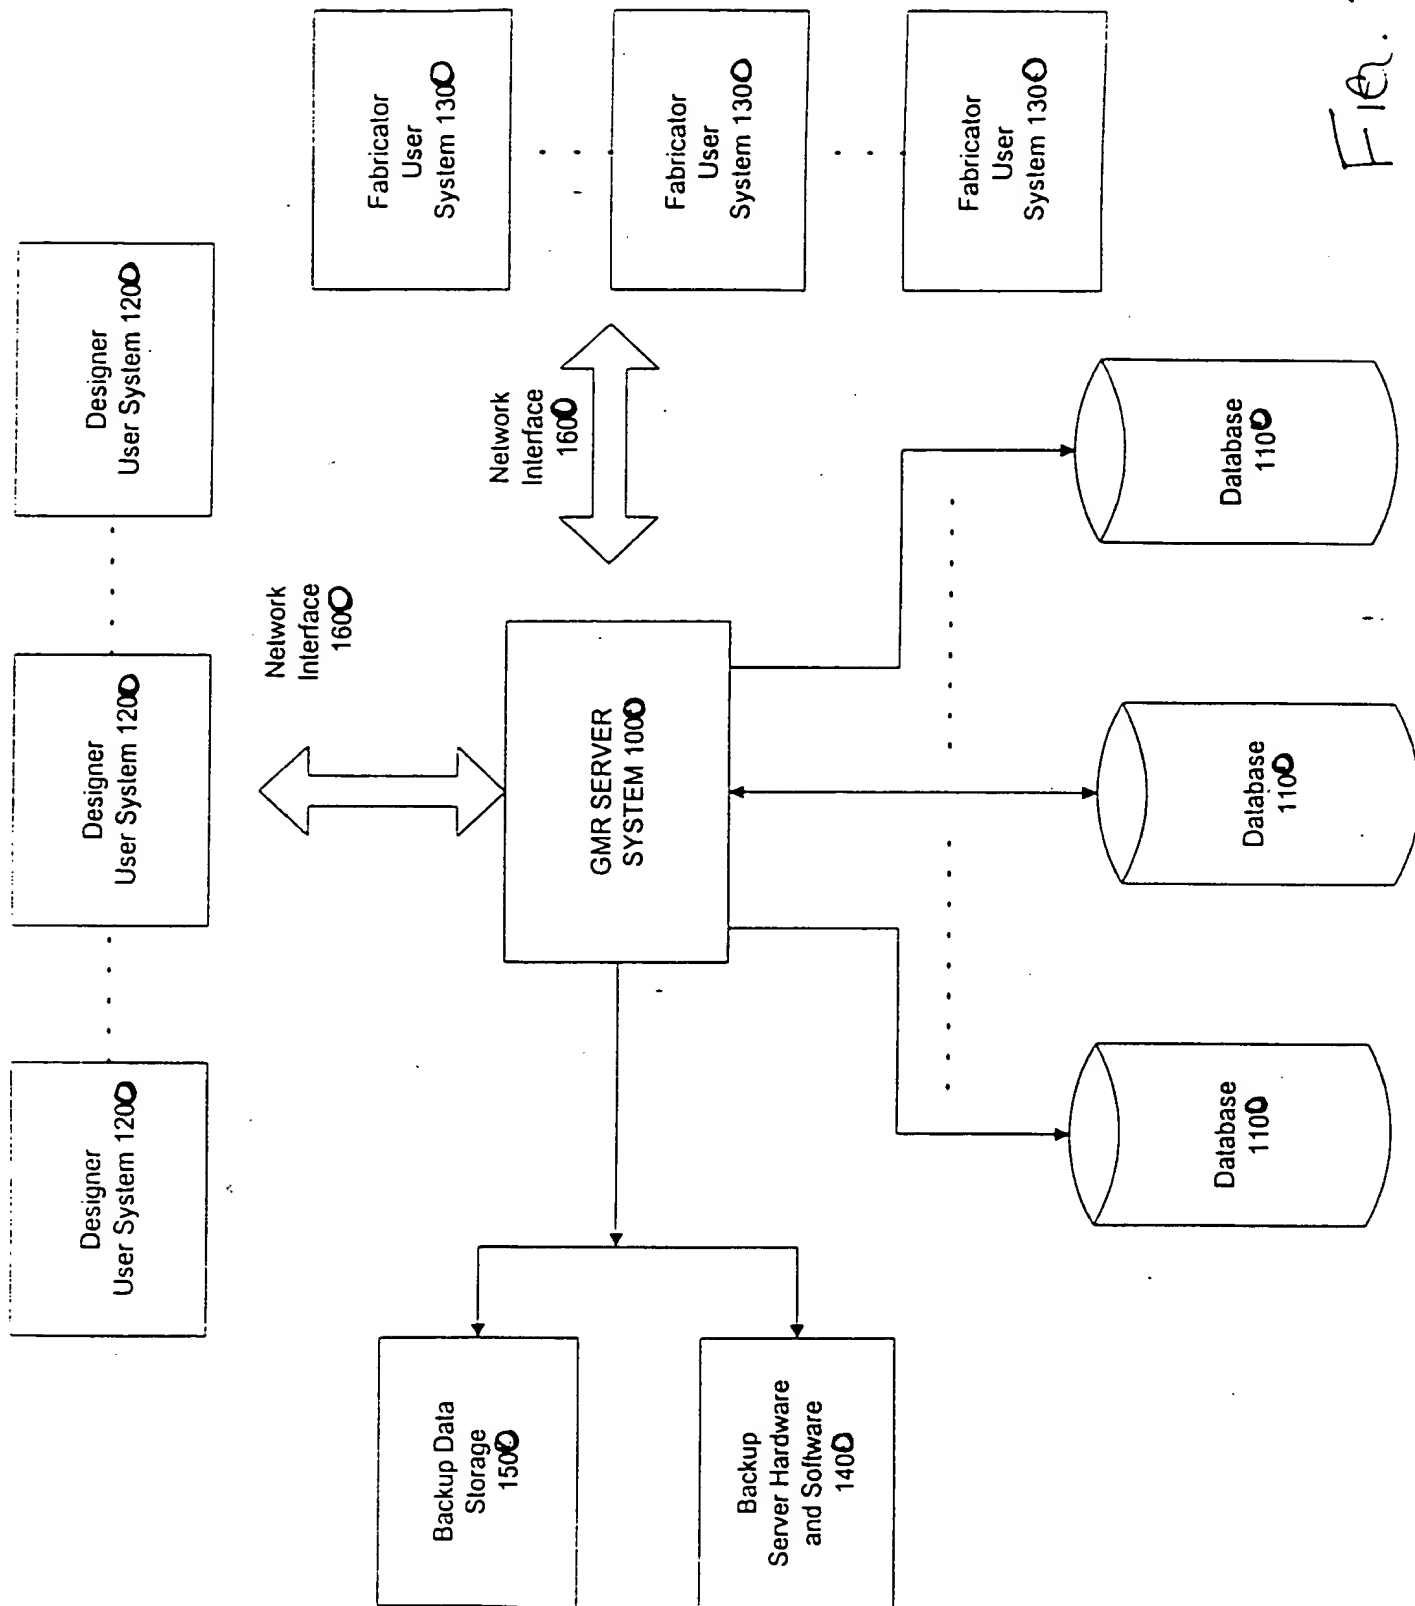 Designer
User System 1200
Designer
User System 1200
Designer
User System 1200
Network
Interface
1600
Fabricator
User
System 1300
Backup Data
Storage
1500
Network
Interface
1600
GMR SERVER
SYSTEM 1000
Fabricator
User
System 1300
Backup
Server Hardware
and Software
1400
Fabricator
User
System 1300
Database
1100
Database
1100
Database
1100
FIG.